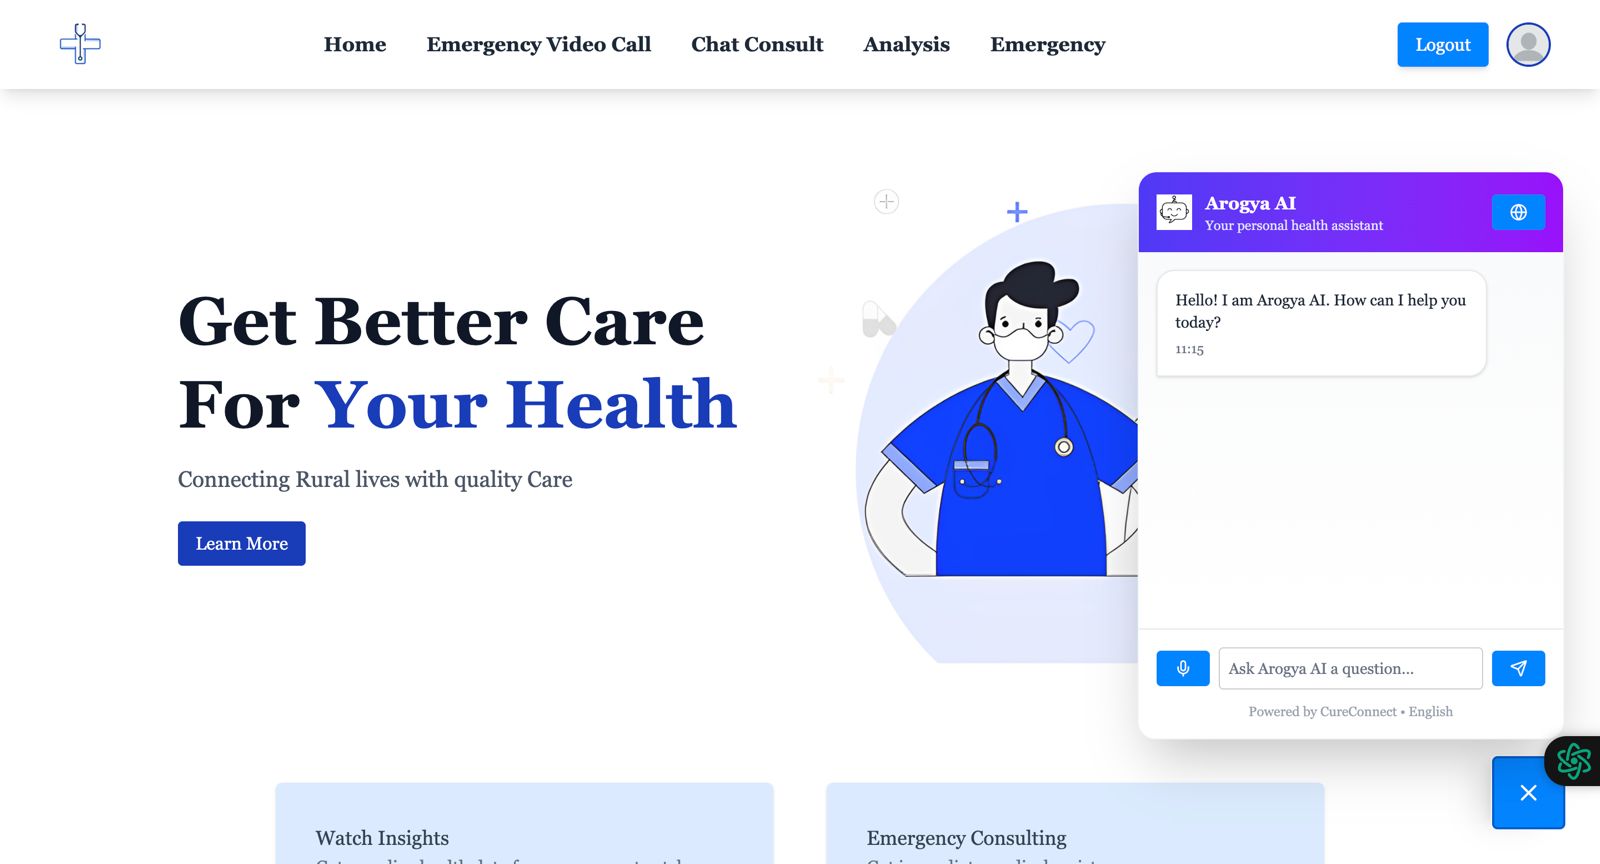 Home
Emergency Video Call
Chat Consult
Analysis
Emergency
Logout
Get Better Care
For Your Health
Connecting Rural lives with quality Care
Learn More
Arogya AI
Your personal health assistant
Hello! I am Arogya AI. How can I help you
today?
11:15
Ask Arogya AI a question...
Powered by CureConnect • English
Watch Insights
Emergency Consulting